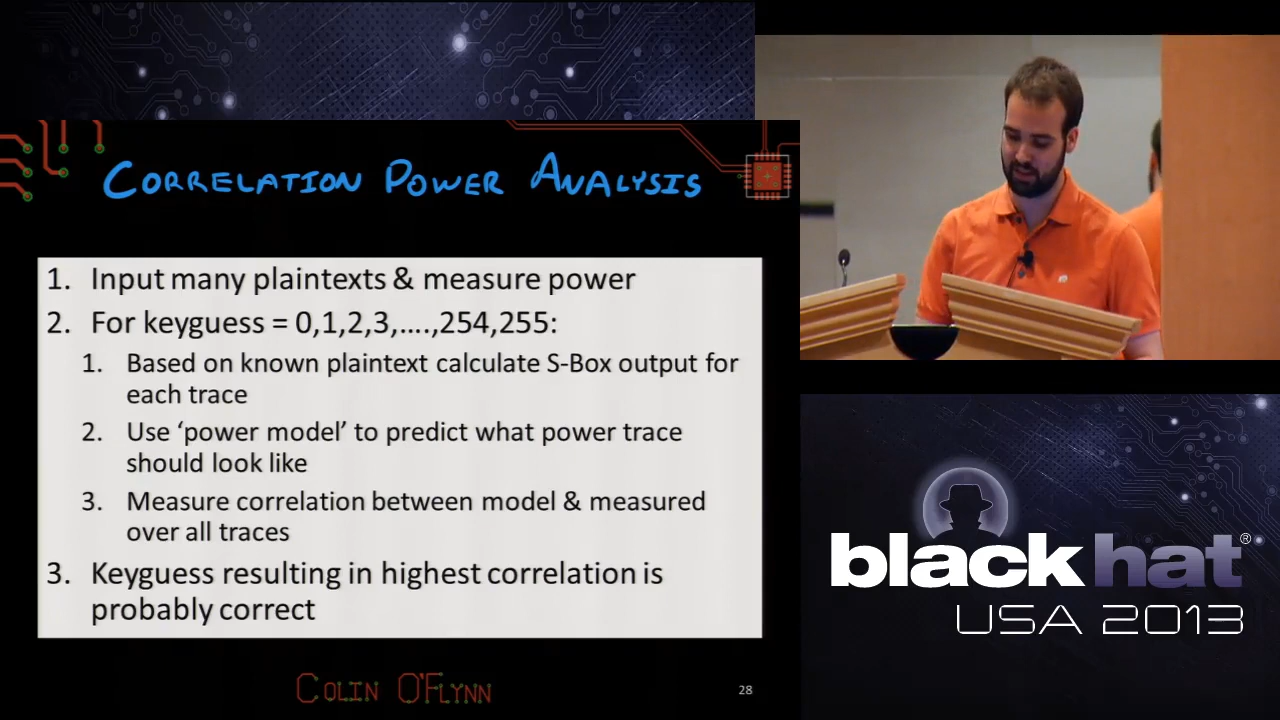 CORRELATION POWER ANALYSIS
1. Input many plaintexts & measure power
2. For keyguess = 0,1,2,3,....,254,255:
1. Based on known plaintext calculate S-Box output for
each trace
2. Use ‘power model’ to predict what power trace
should look like
3. Measure correlation between model & measured
over all traces
3. Keyguess resulting in highest correlation is
probably correct
COLIN O'FLYNN
28
black hat®
USA 2013